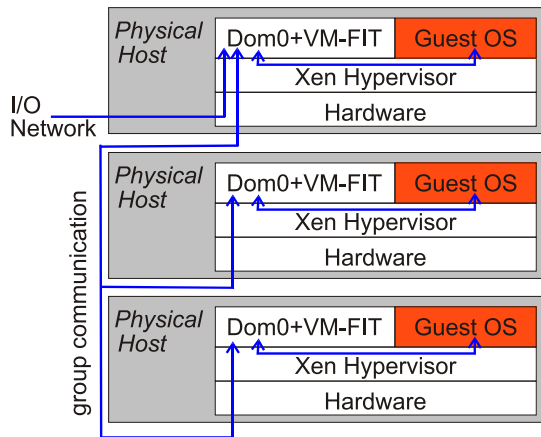 Physical
Host
Dom0+VM-FIT
Guest OS
Xen Hypervisor
Hardware
I/O
Network
group communication
Physical
Host
Dom0+VM-FIT
Guest OS
Xen Hypervisor
Hardware
Physical
Host
Dom0+VM-FIT
Guest OS
Xen Hypervisor
Hardware